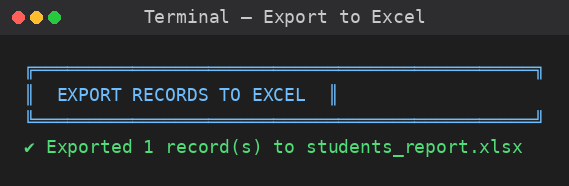 Terminal — Export to Excel
EXPORT RECORDS TO EXCEL
✔ Exported 1 record(s) to students_report.xlsx